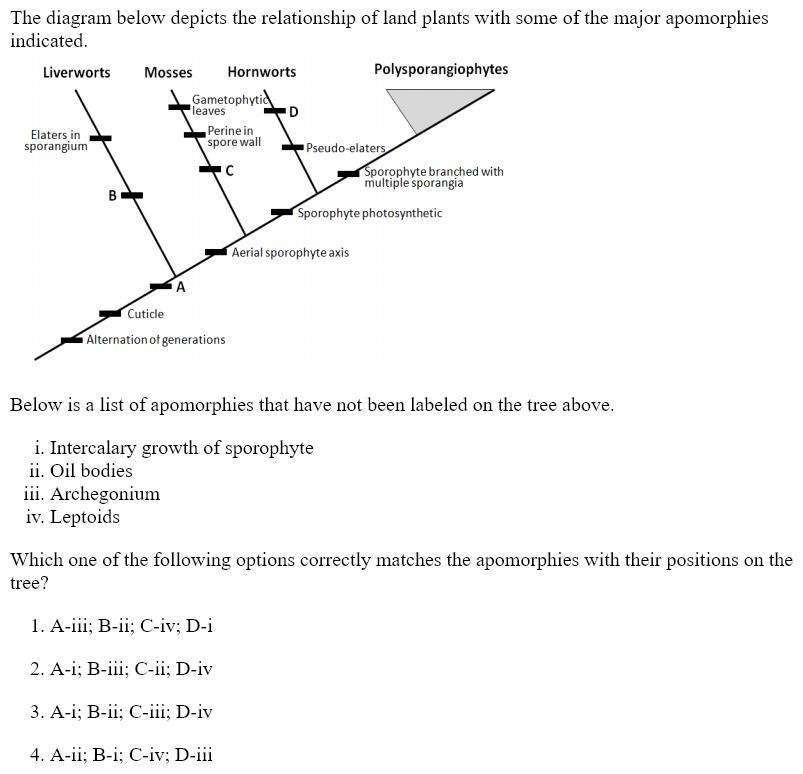 The diagram below depicts the relationship of land plants with some of the major apomorphies
indicated.
Liverworts
Mosses
Hornworts
Polysporangiophytes
Gametophytic
leaves
D
Elaters in
sporangium
Perine in
spore wall
Pseudo-elaters
C
Sporophyte branched with
multiple sporangia
B
Sporophyte photosynthetic
Aerial sporophyte axis
A
Cuticle
Alternation of generations
Below is a list of apomorphies that have not been labeled on the tree above.
i. Intercalary growth of sporophyte
ii. Oil bodies
iii. Archegonium
iv. Leptoids
Which one of the following options correctly matches the apomorphies with their positions on the
tree?
1. A-iii; B-ii; C-iv; D-i
2. A-i; B-iii; C-ii; D-iv
3. A-i; B-ii; C-iii; D-iv
4. A-ii; B-i; C-iv; D-iii